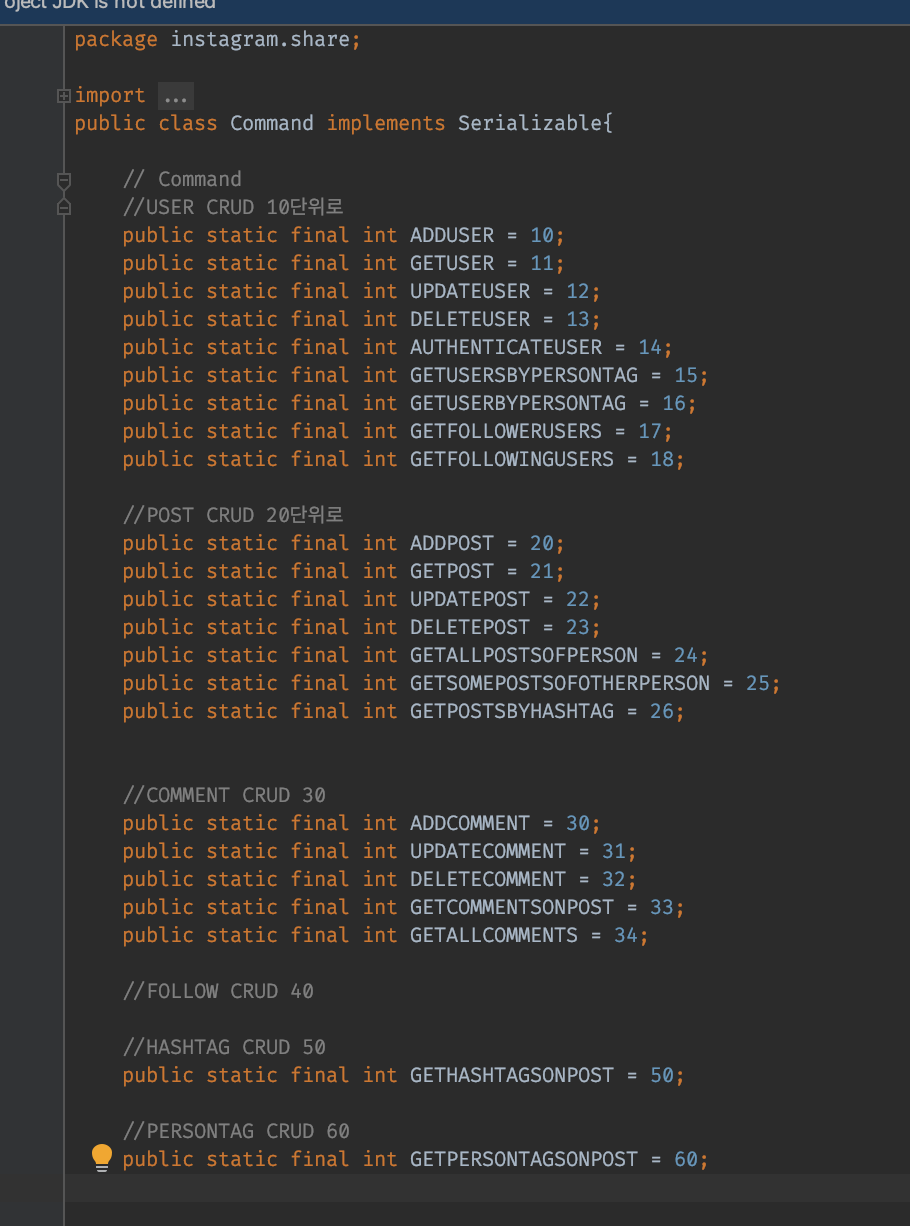 oject JDK is not defined
package instagram.share;
import ...
public class Command implements Serializable{
// Command
//USER CRUD 10단위로
public static final int ADDUSER = 10;
public static final int GETUSER = 11;
public static final int UPDATEUSER = 12;
public static final int DELETEUSER = 13;
public static final int AUTHENTICATEUSER = 14;
public static final int GETUSERSBYPERSONTAG = 15;
public static final int GETUSERBYPERSONTAG = 16;
public static final int GETFOLLOWERUSERS = 17;
public static final int GETFOLLOWINGUSERS = 18;
//POST CRUD 20단위로
public static final int ADDPOST = 20;
public static final int GETPOST = 21;
public static final int UPDATEPOST = 22;
public static final int DELETEPOST = 23;
public static final int GETALLPOSTSOFPERSON = 24;
public static final int GETSOMEPOSTSOFOTHERPERSON = 25;
public static final int GETPOSTSBYHASHTAG = 26;
//COMMENT CRUD 30
public static final int ADDCOMMENT = 30;
public static final int UPDATECOMMENT = 31;
public static final int DELETECOMMENT = 32;
public static final int GETCOMMENTSONPOST = 33;
public static final int GETALLCOMMENTS = 34;
//FOLLOW CRUD 40
//HASHTAG CRUD 50
public static final int GETHASHTAGSONPOST = 50;
//PERSONTAG CRUD 60
public static final int GETPERSONTAGSONPOST = 60;